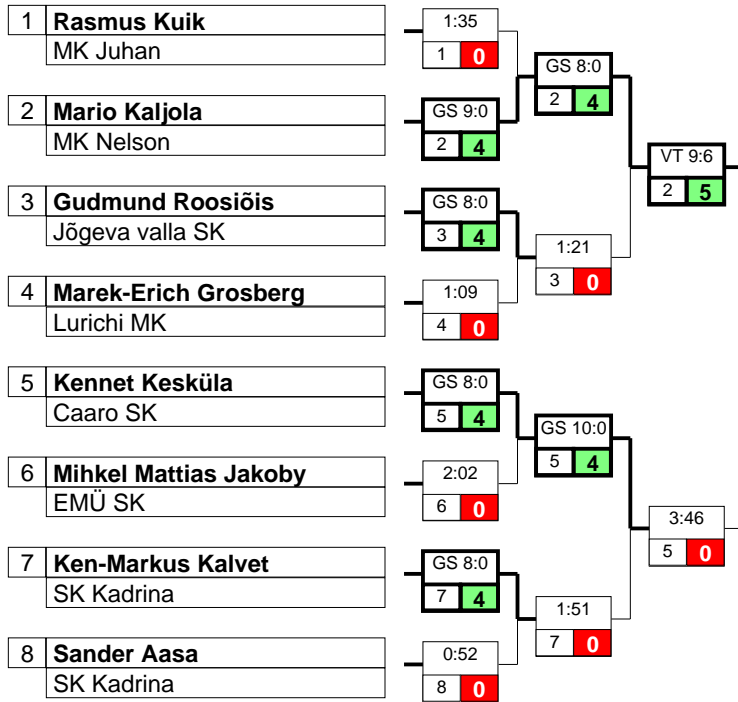 1 Rasmus Kuik
MK Juhan
1:35
1 0
GS 8:0
2 4
2 Mario Kaljola
MK Nelson
GS 9:0
2 4
VT 9:6
2 5
3 Gudmund Roosiõis
Jõgeva valla SK
GS 8:0
3 4
1:21
3 0
4 Marek-Erich Grosberg
Lurichi MK
1:09
4 0
5 Kennet Kesküla
Caaro SK
GS 8:0
5 4
GS 10:0
5 4
6 Mihkel Mattias Jakoby
EMÜ SK
2:02
6 0
3:46
5 0
7 Ken-Markus Kalvet
SK Kadrina
GS 8:0
7 4
1:51
7 0
8 Sander Aasa
SK Kadrina
0:52
8 0